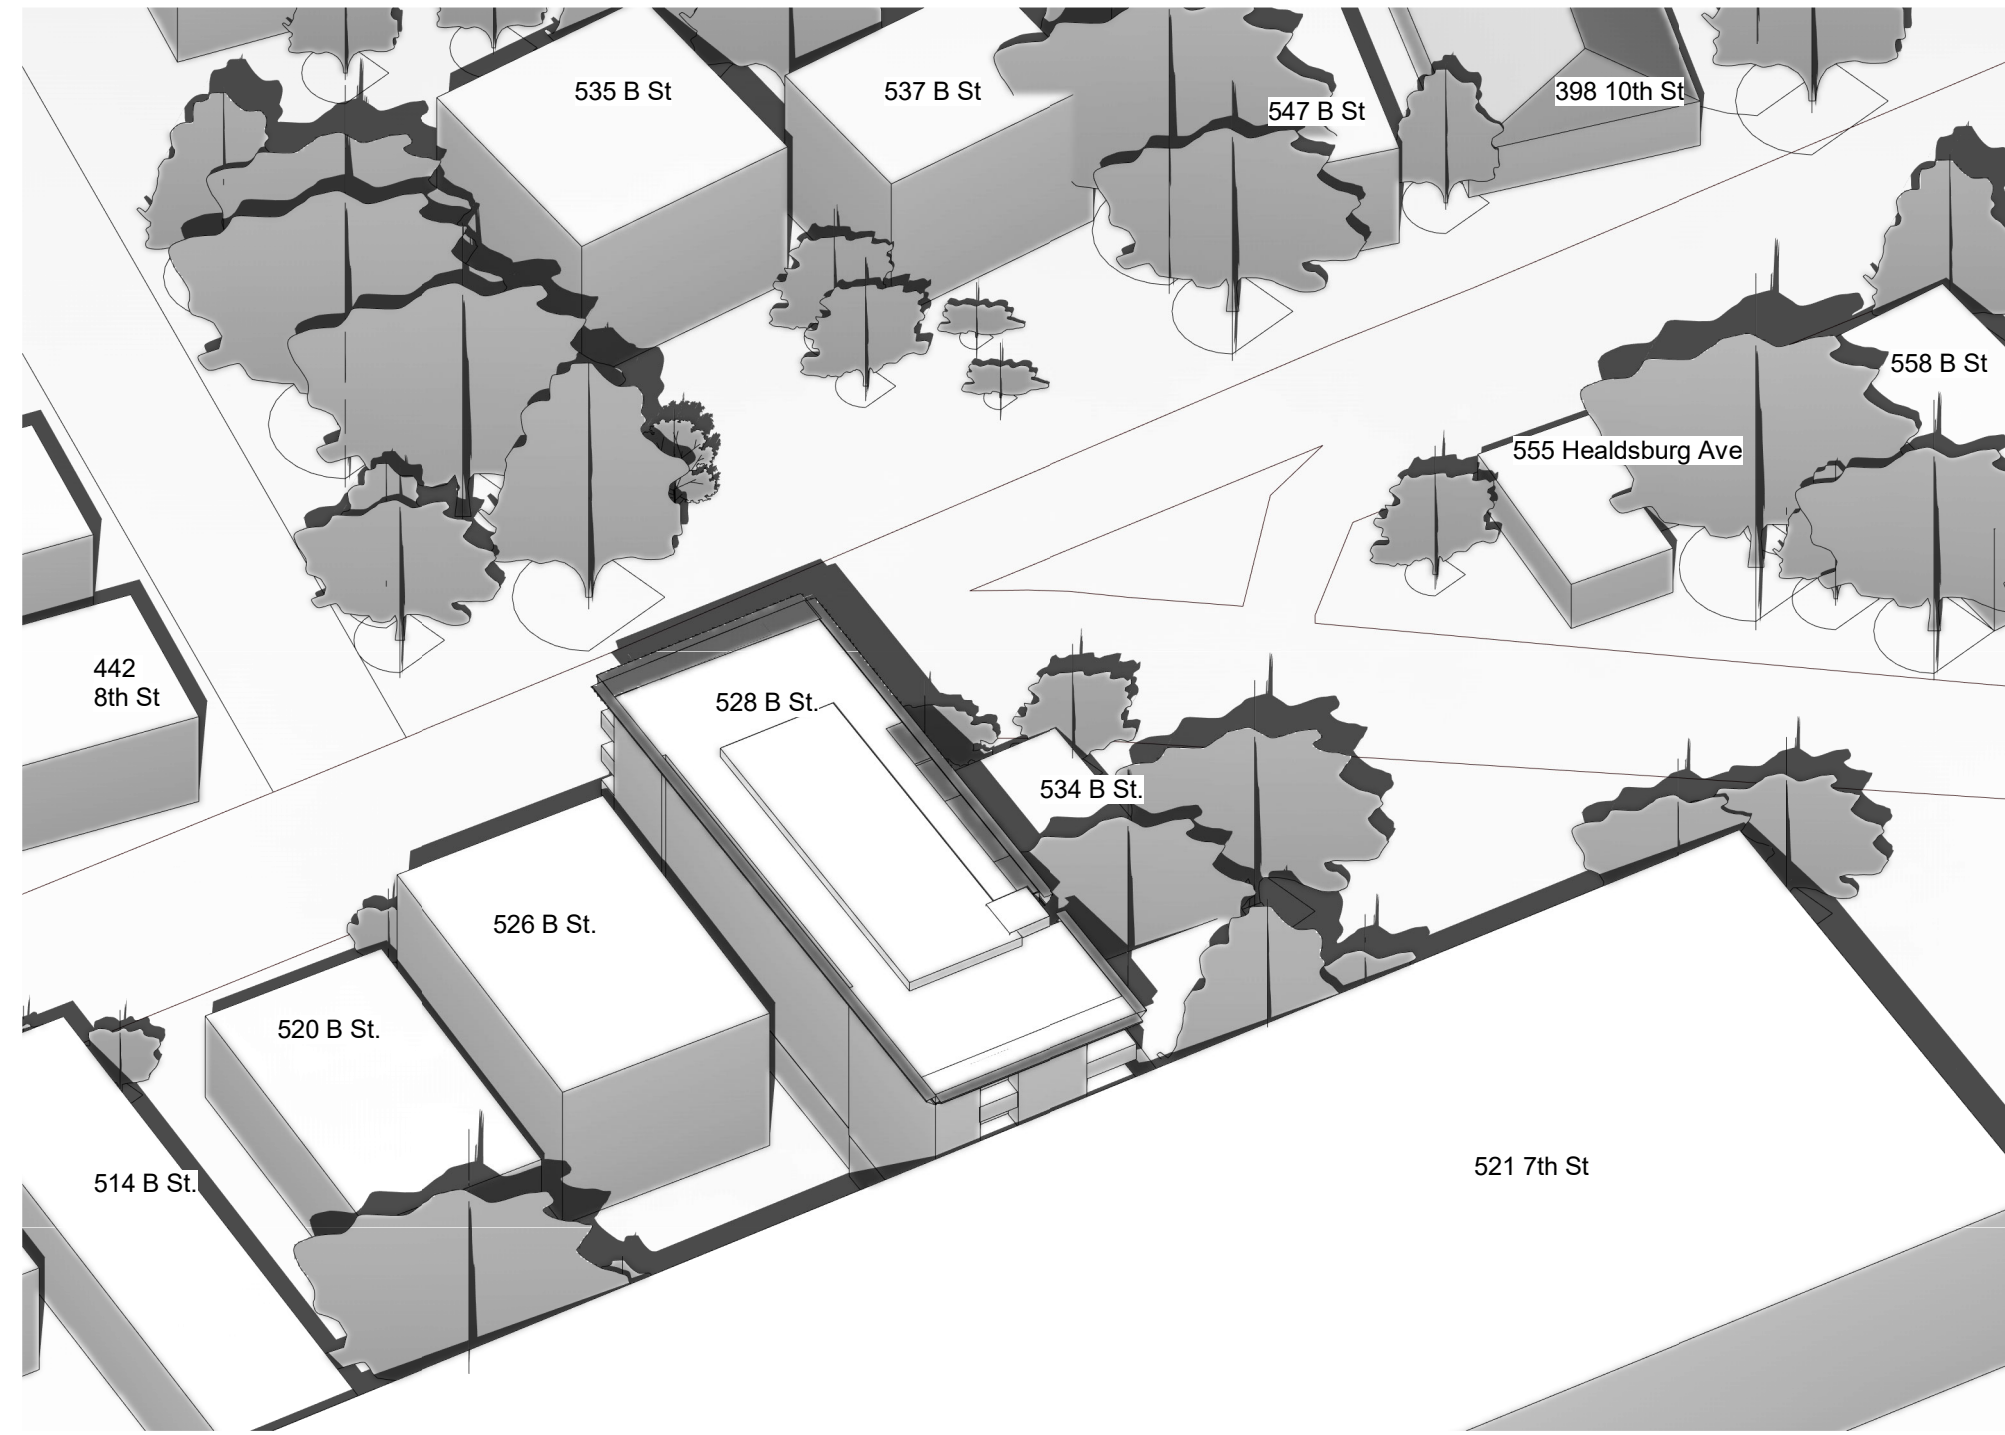 535 B St
537 B St
547 B St
398 10th St
558 B St
555 Healdsburg Ave
442
8th St
528 B St.
534 B St.
526 B St.
520 B St.
514 B St.
521 7th St